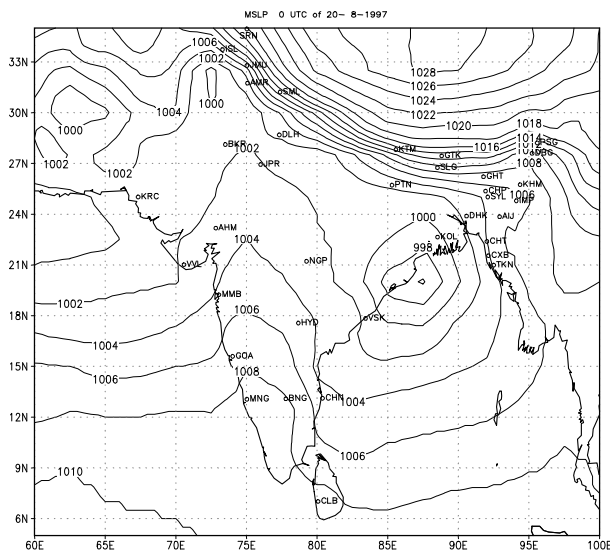 MSLP 0 UTC of 20- 8-1997
SRN
1006
ISL
1002
33N
JMU
1028
AMR
1026
SML
1000
1024
1004
1022
30N
1018
1000
1020
1014
DLH
KTM
1016
BKR
1002
GTK
1008
1002
1002
27N
JPR
SLG
GHT
PTN
KHM
CHP
1006
KRC
SYL
IMP
24N
1000
DHK
AIJ
AHM
KOL
1004
998
CHT
CXB
VVL
NGP
TKN
21N
1002
MMB
1006
18N
HYD
VSK
1004
GOA
1006
1008
15N
MNG
BNG
CHN
1004
12N
1006
9N
1010
CLB
6N
60E 65E 70E 75E 80E 85E 90E 95E 100E